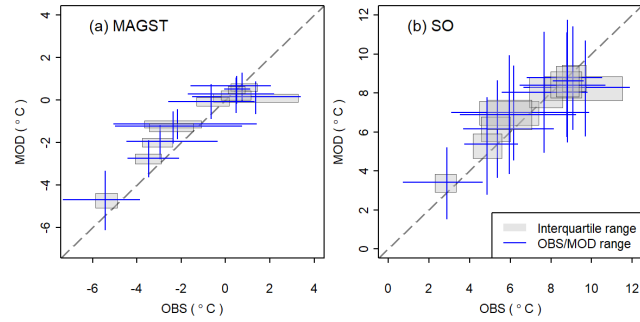 (a) MAGST
(b) SO
MOD ( ° C )
4
2
0
-2
-4
-6
-6 -4 -2 0 2 4
OBS ( ° C )
MOD ( ° C )
12
10
8
6
4
2
0
0 2 4 6 8 10 12
OBS ( ° C )
Interquartile range
OBS/MOD range